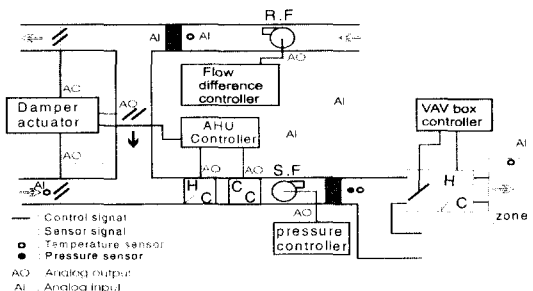 R.F
AI
AI
AO
Flow
difference
controller
AO
AO
Damper
actuator
AHU
Controller
AI
AI
VAV box
controller
AI
AO
AO
AO
S.F
AI
H
C
C
C
H
C
AO
pressure
controller
zone
Control signal
: Sensor signal
: Temperature sensor
: Pressure sensor
AO : Analog output
AI : Analog input